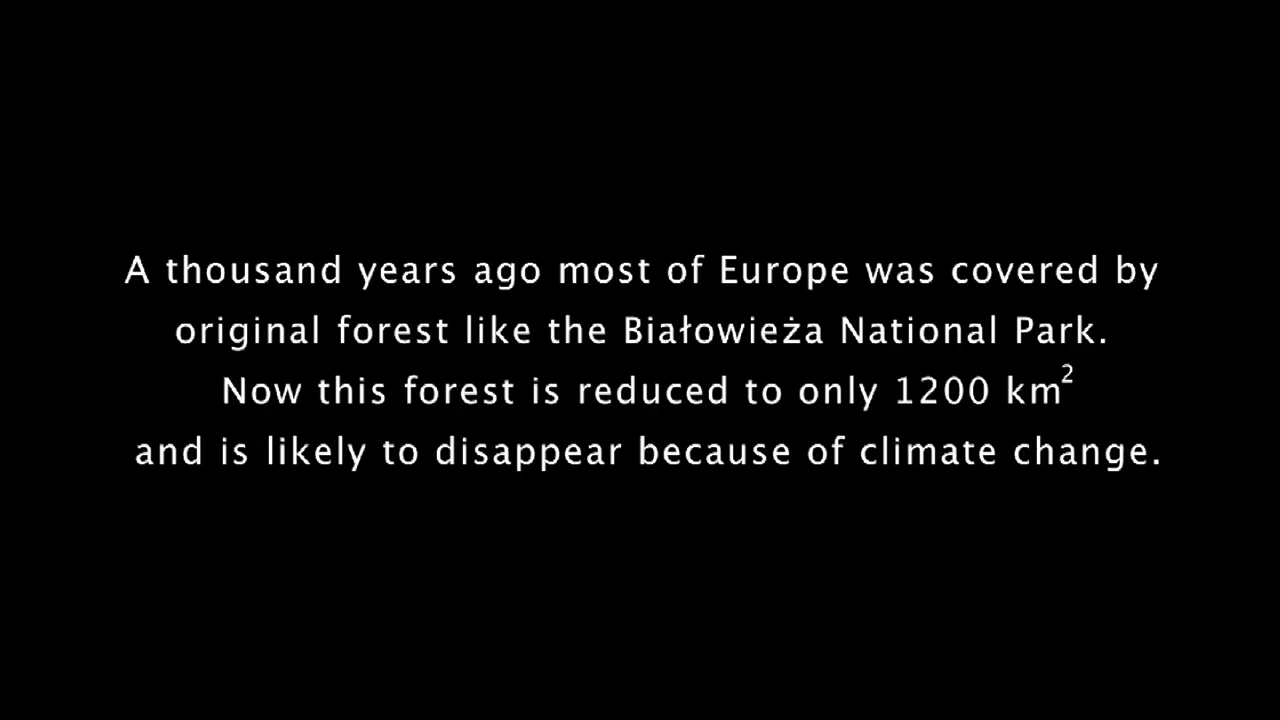 A thousand years ago most of Europe was covered by
original forest like the Białowieża National Park.
Now this forest is reduced to only 1200 km²
and is likely to disappear because of climate change.